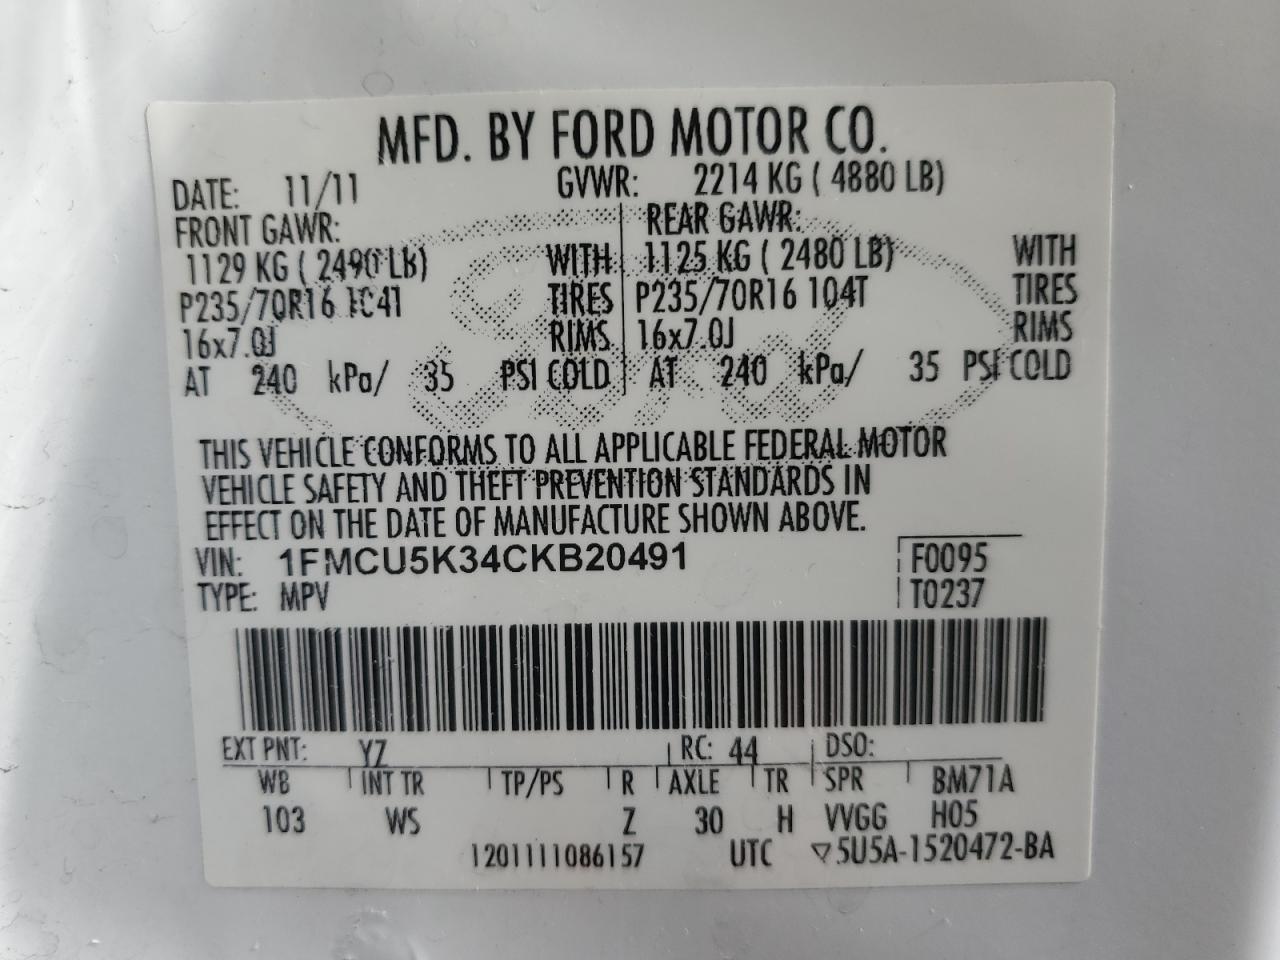 MFD. BY FORD MOTOR CO.
DATE: 11/11 GVWR: 2214 KG ( 4880 LB)
FRONT GAWR: REAR GAWR:
1129 KG ( 2490 LB) WITH 1125 KG ( 2480 LB) WITH
P235/70R16 104T TIRES P235/70R16 104T TIRES
16x7.0J RIMS 16x7.0J RIMS
AT 240 kPa/ 35 PSI COLD AT 240 kPa/ 35 PSI COLD
THIS VEHICLE CONFORMS TO ALL APPLICABLE FEDERAL MOTOR
VEHICLE SAFETY AND THEFT PREVENTION STANDARDS IN
EFFECT ON THE DATE OF MANUFACTURE SHOWN ABOVE.
VIN: 1FMCU5K34CKB20491 F0095
TYPE: MPV T0237
EXT PNT: YZ RC: 44 DSO:
WB INT TR TP/PS R AXLE TR SPR BM71A
103 WS Z 30 H VVGG H05
1201111086157 UTC ▽5U5A-1520472-BA